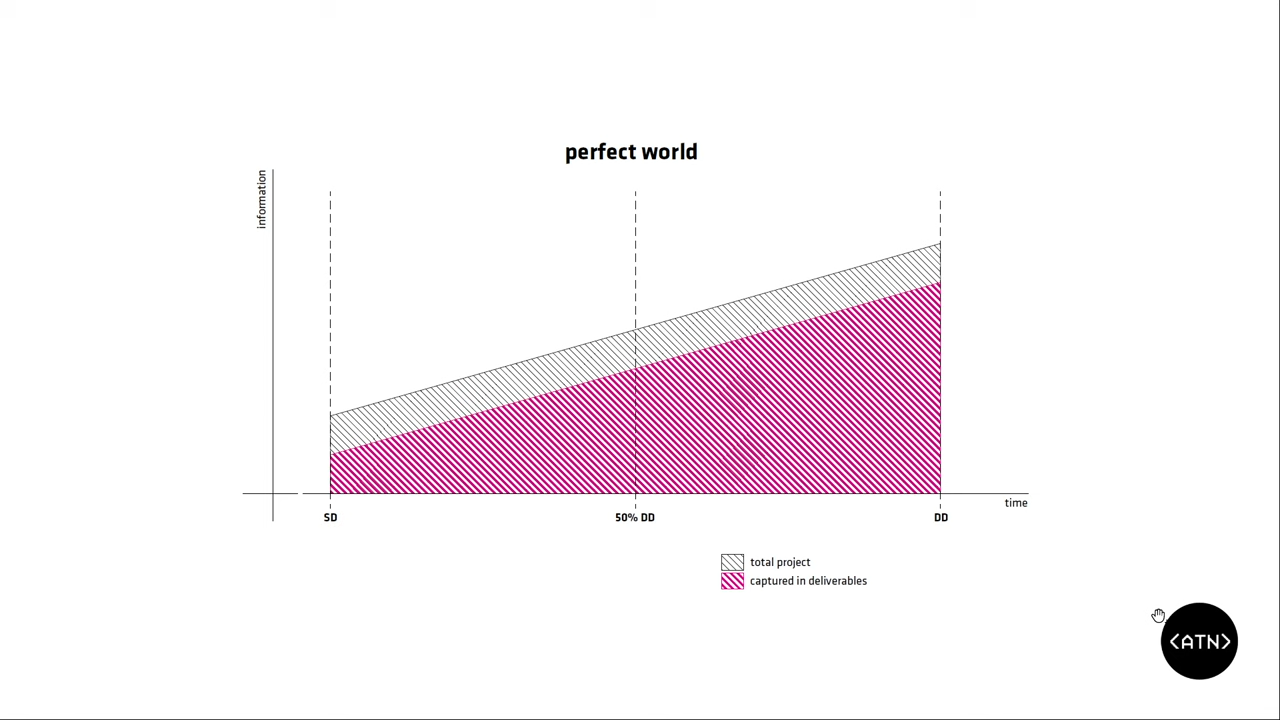 perfect world
information
time
SD
50% DD
DD
total project
captured in deliverables
<ATN>